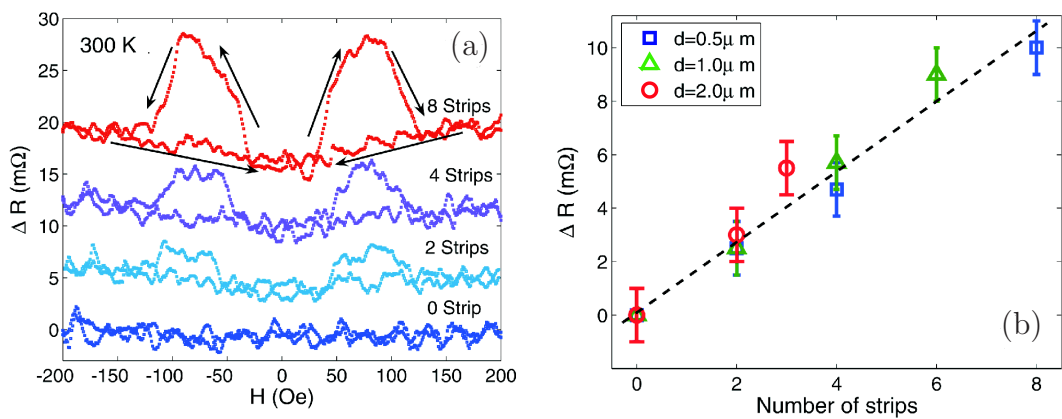 30
25
20
15
10
5
0
Δ R (mΩ)
300 K
(a)
8 Strips
4 Strips
2 Strips
0 Strip
-200 -150 -100 -50 0 50 100 150 200
H (Oe)
10
8
6
4
2
0
Δ R (mΩ)
d=0.5μ m
d=1.0μ m
d=2.0μ m
(b)
0 2 4 6 8
Number of strips